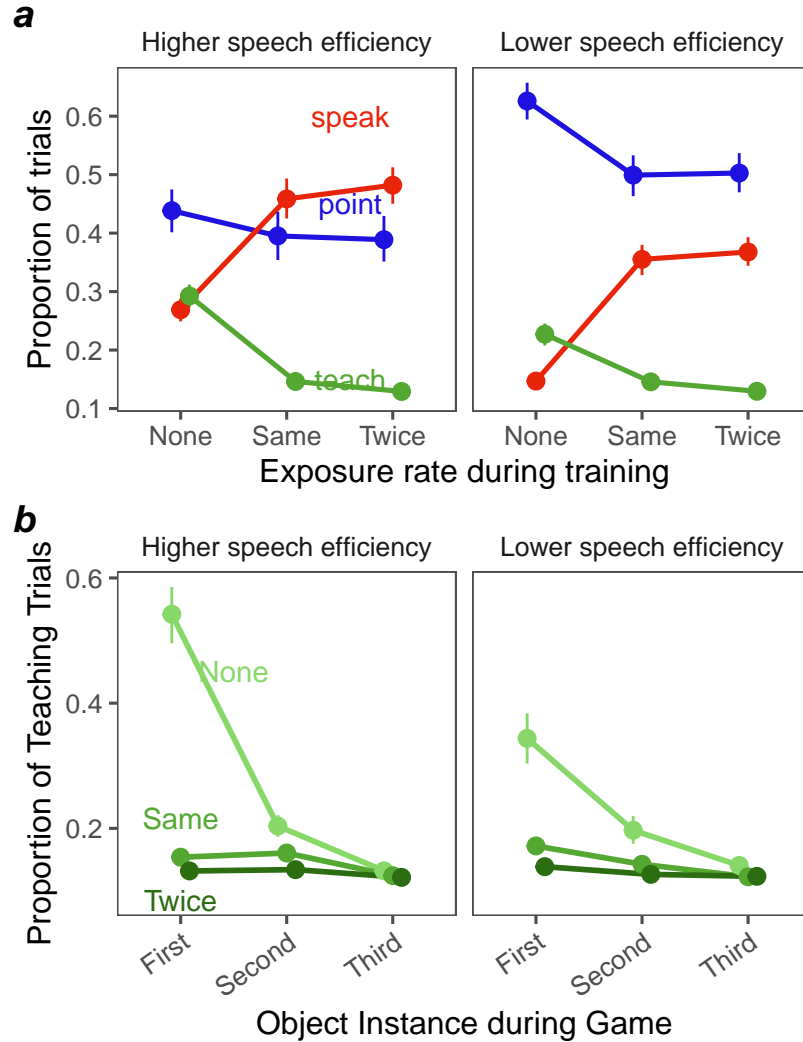 a
Higher speech efficiency
Lower speech efficiency
Proportion of trials
0.6
0.5
0.4
0.3
0.2
0.1
speak
point
teach
None Same Twice
None Same Twice
Exposure rate during training
b
Higher speech efficiency
Lower speech efficiency
Proportion of Teaching Trials
0.6
0.4
0.2
None
Same
Twice
First Second Third
First Second Third
Object Instance during Game